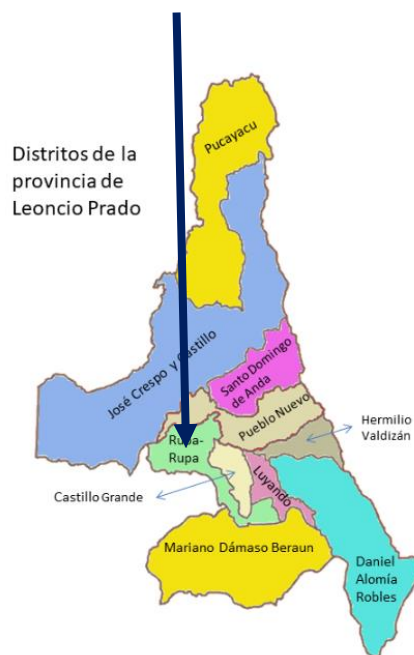 Pucayacu
Distritos de la
provincia de
Leoncio Prado
José Crespo y Castillo
Santo Domingo
de Anda
Pueblo Nuevo
Hermilio
Valdizán
Rupa-
Rupa
Castillo Grande
Luyando
Mariano Dámaso Beraun
Daniel
Alomía
Robles